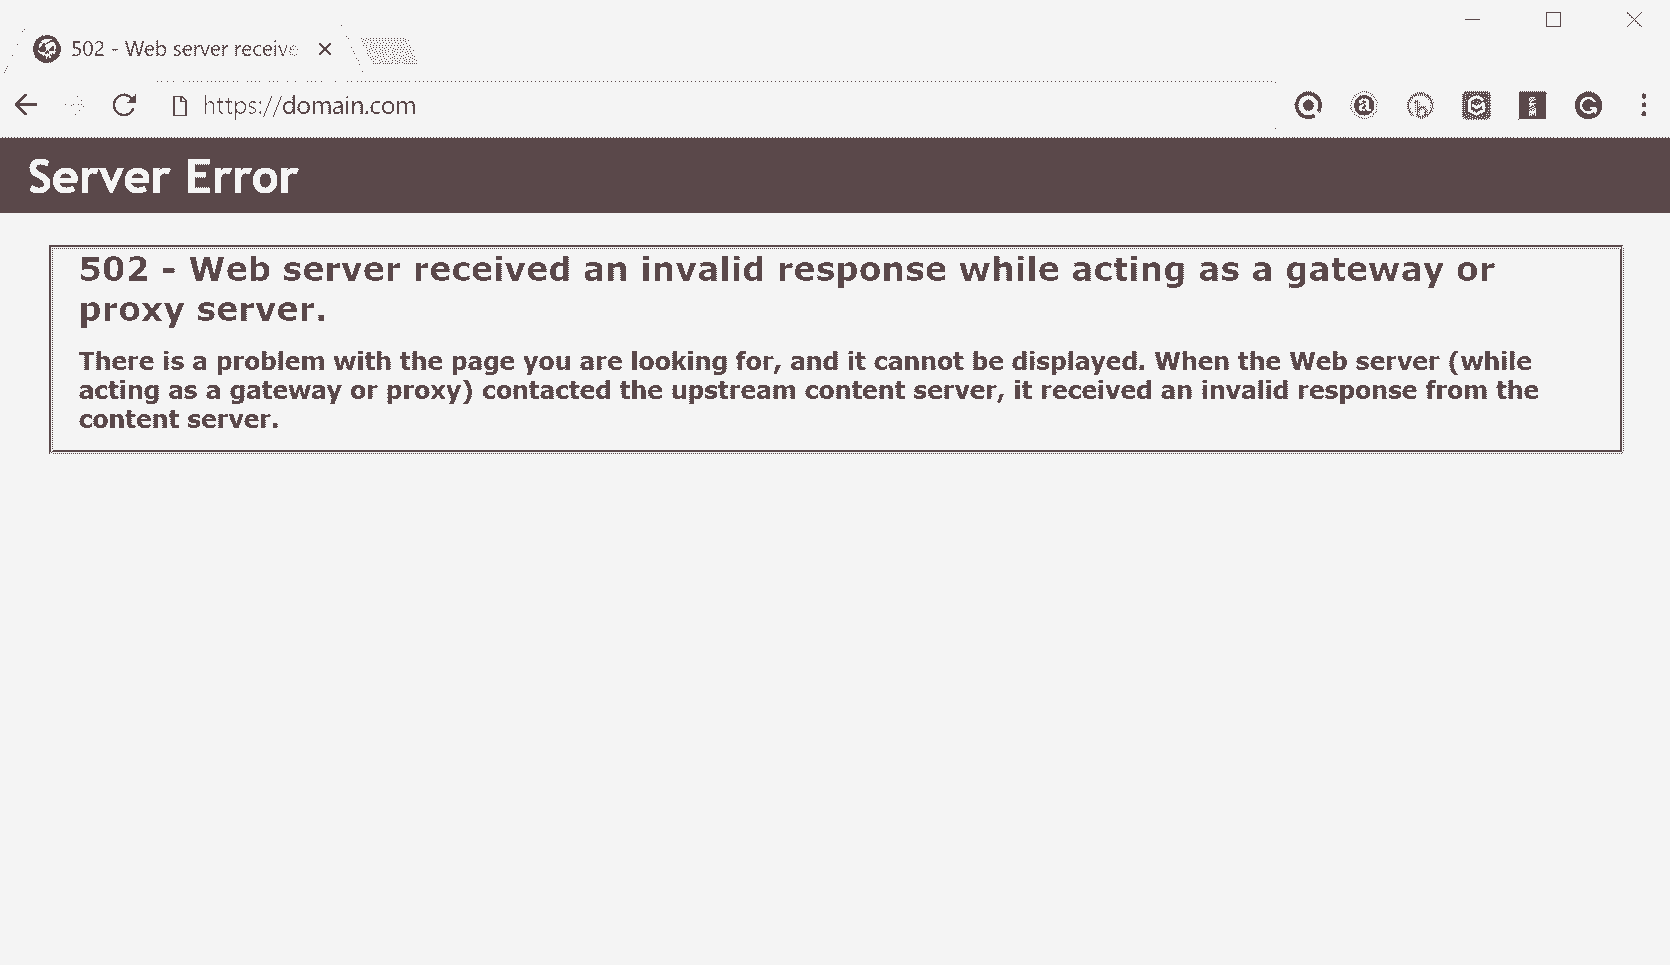 502 - Web server receive
https://domain.com
Server Error
502 - Web server received an invalid response while acting as a gateway or
proxy server.
There is a problem with the page you are looking for, and it cannot be displayed. When the Web server (while
acting as a gateway or proxy) contacted the upstream content server, it received an invalid response from the
content server.